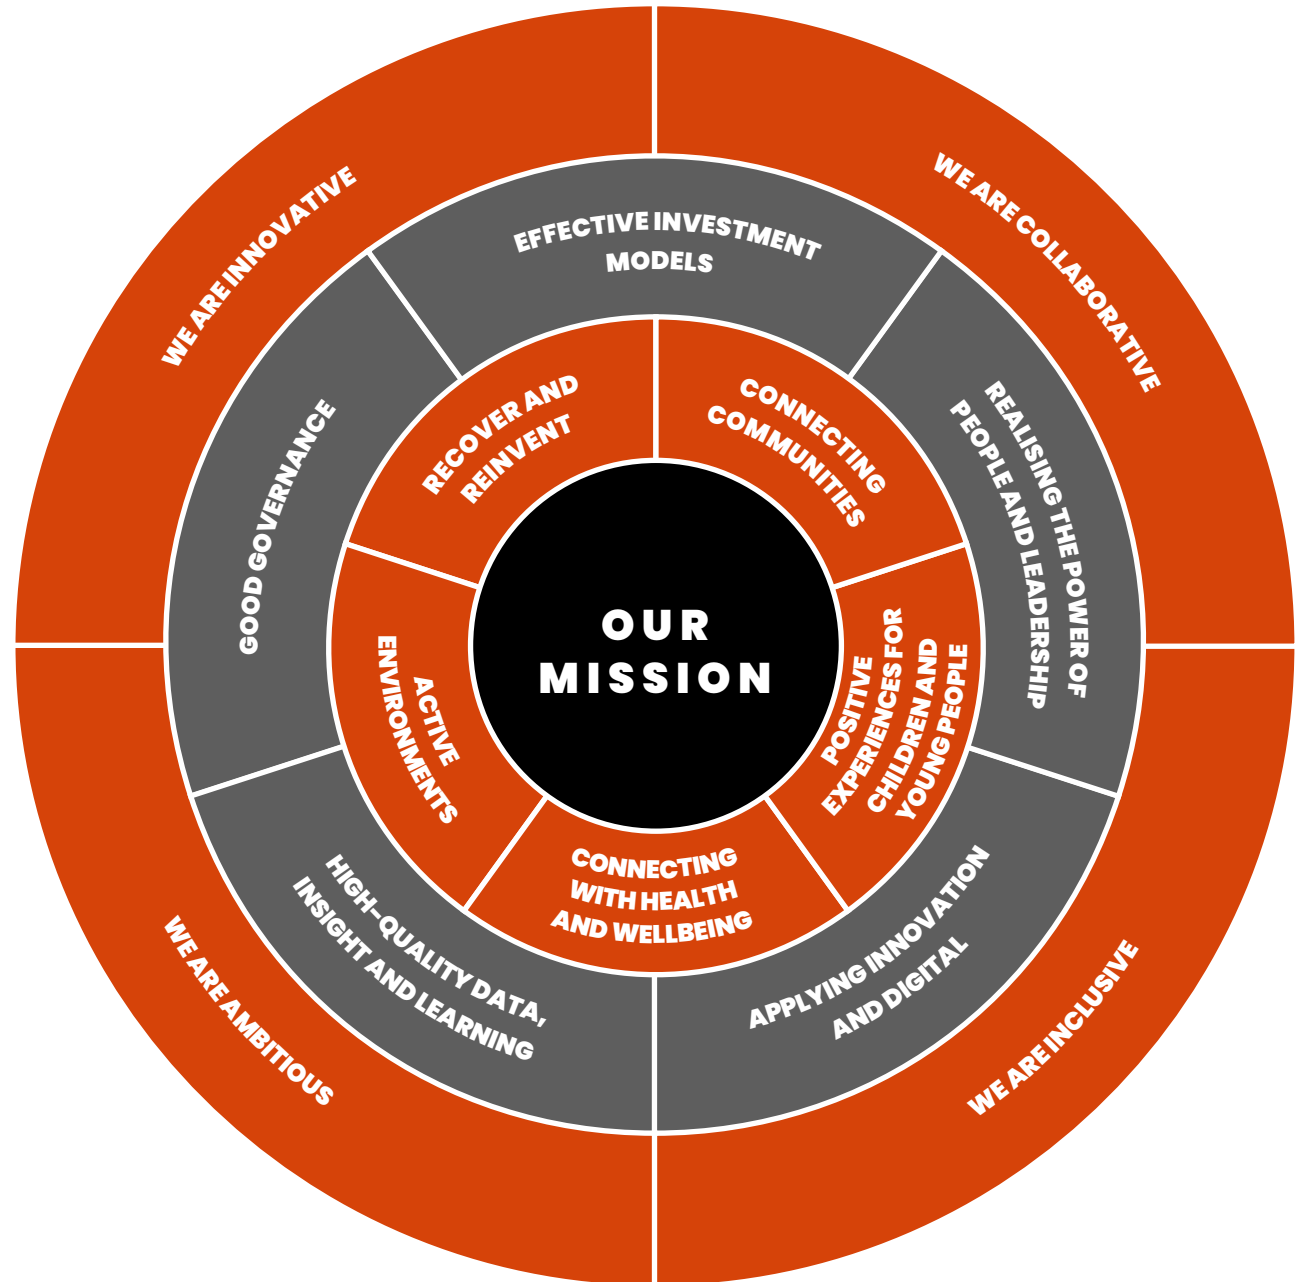 WE ARE INNOVATIVE
WE ARE COLLABORATIVE
WE ARE INCLUSIVE
WE ARE AMBITIOUS
EFFECTIVE INVESTMENT
MODELS
REALISING THE POWER OF
PEOPLE AND LEADERSHIP
APPLYING INNOVATION
AND DIGITAL
HIGH-QUALITY DATA,
INSIGHT AND LEARNING
GOOD GOVERNANCE
RECOVER AND
REINVENT
CONNECTING
COMMUNITIES
POSITIVE
EXPERIENCES FOR
CHILDREN AND
YOUNG PEOPLE
CONNECTING
WITH HEALTH
AND WELLBEING
ACTIVE
ENVIRONMENTS
OUR
MISSION